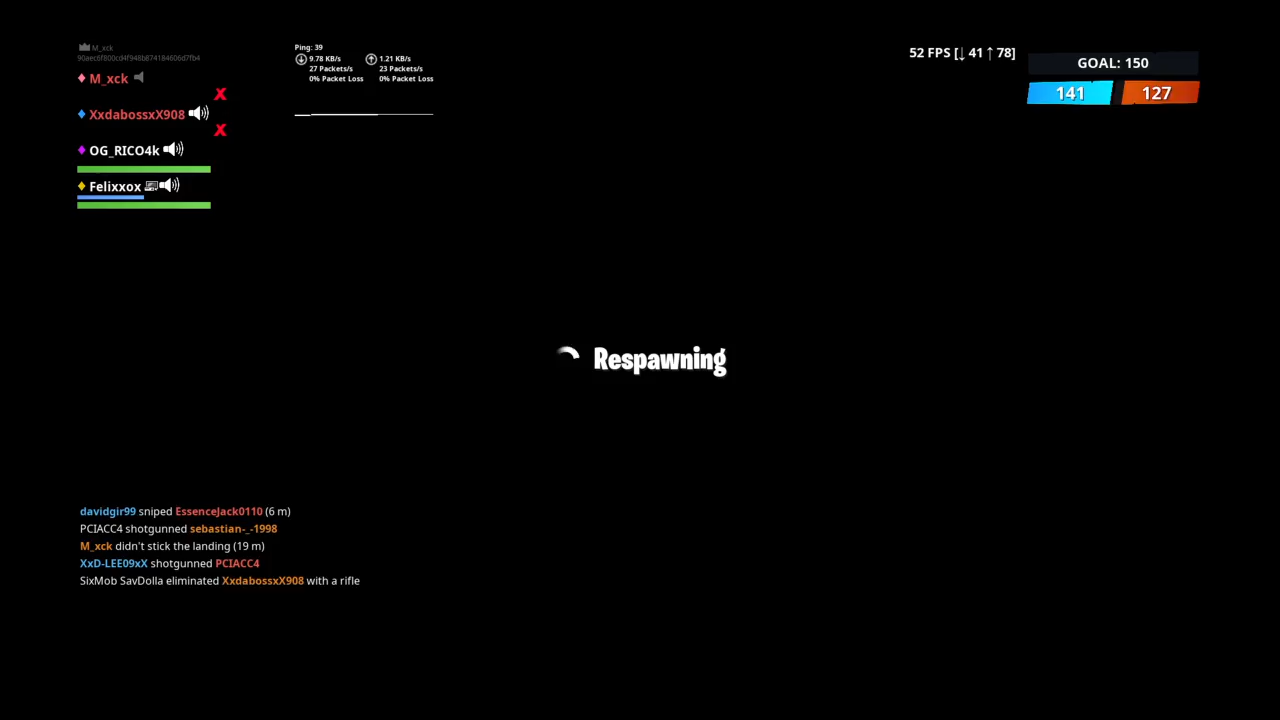 M_xck
90aec6f800cd4f948b874184606d7fb4
M_xck
X
XxdabossxX908
X
OG_RICO4k
Felixxox
Ping: 39
9.78 KB/s 1.21 KB/s
27 Packets/s 23 Packets/s
0% Packet Loss 0% Packet Loss
52 FPS [↓ 41 ↑ 78]
GOAL: 150
141 127
Respawning
davidgir99 sniped EssenceJack0110 (6 m)
PCIACC4 shotgunned sebastian-_-1998
M_xck didn't stick the landing (19 m)
XxD-LEE09xX shotgunned PCIACC4
SixMob SavDolla eliminated XxdabossxX908 with a rifle